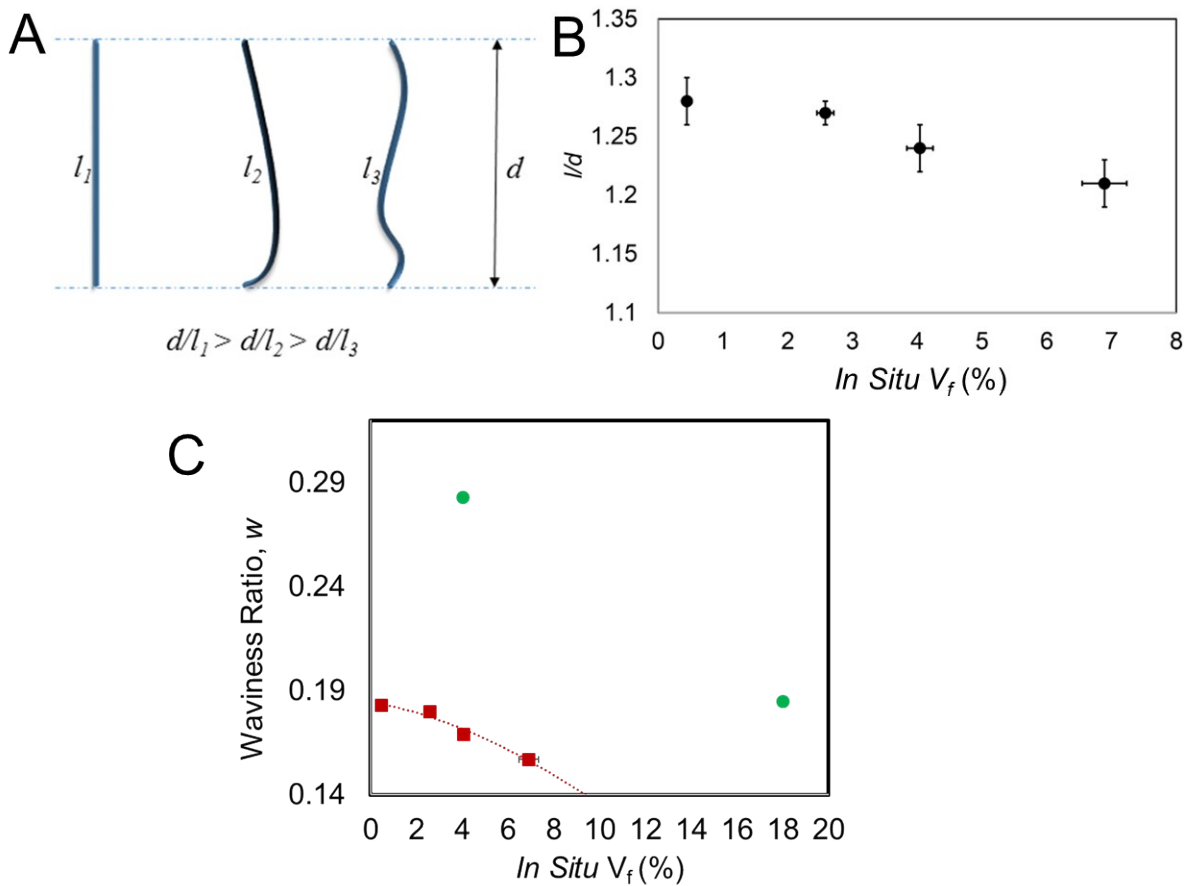 A
l1
l2
l3
d
d/l1 > d/l2 > d/l3
B
1.35
1.3
1.25
1.2
1.15
1.1
l/d
0 1 2 3 4 5 6 7 8
In Situ Vf (%)
C
0.29
0.24
0.19
0.14
Waviness Ratio, w
0 2 4 6 8 10 12 14 16 18 20
In Situ Vf (%)